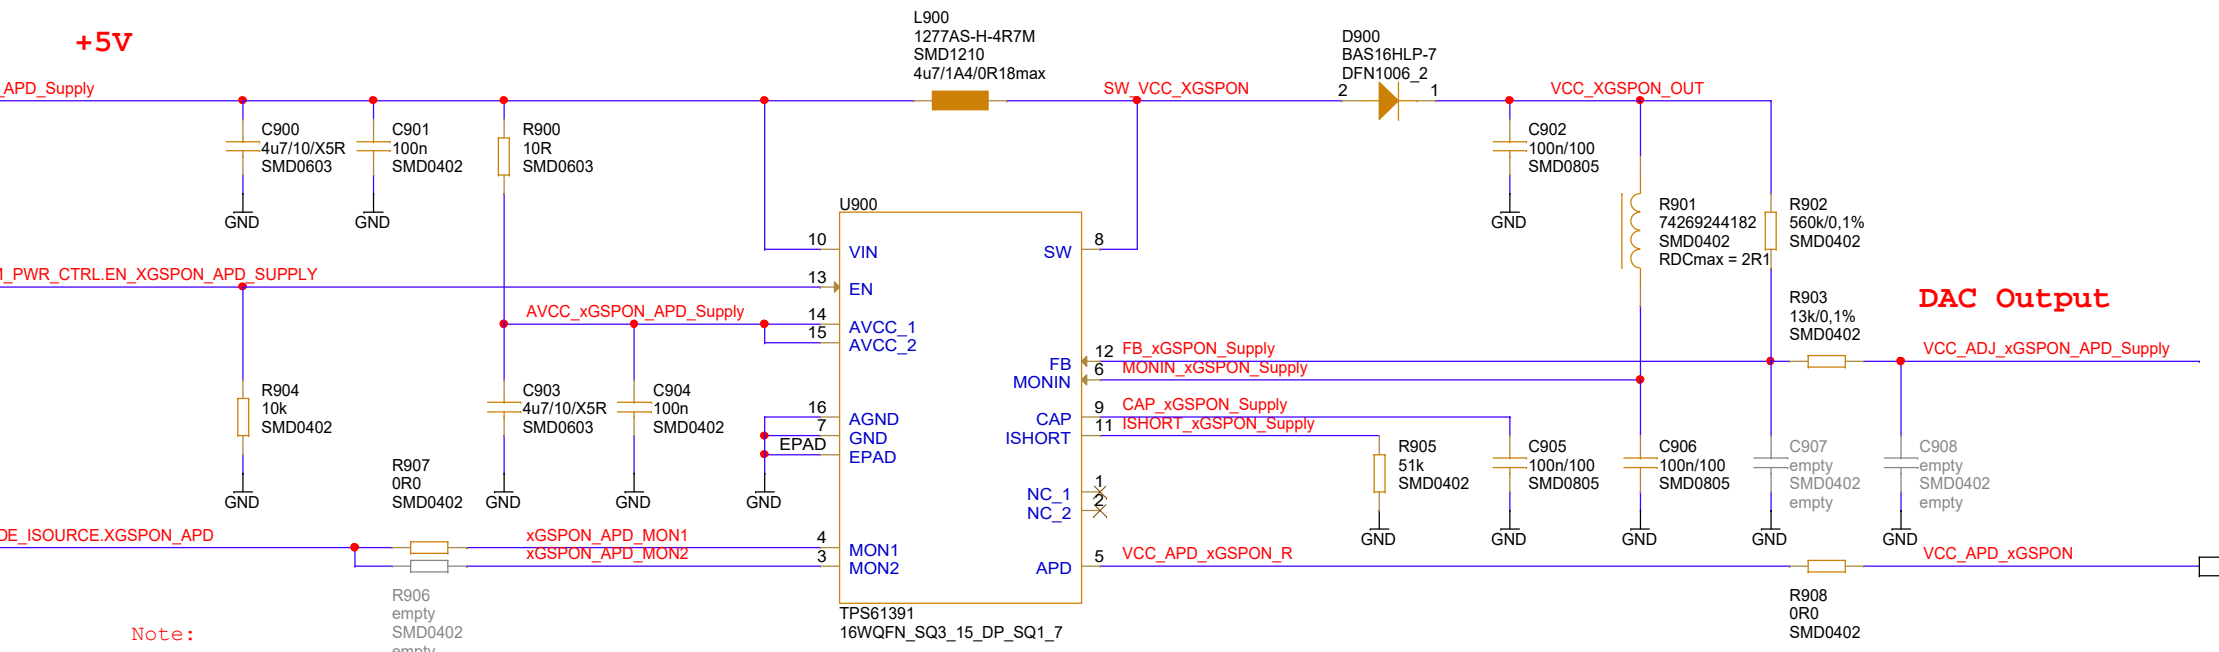 +5V
_APD_Supply
L900
1277AS-H-4R7M
SMD1210
4u7/1A4/0R18max
SW_VCC_XGSPON
D900
BAS16HLP-7
DFN1006_2
2
1
VCC_XGSPON_OUT
C900
4u7/10/X5R
SMD0603
GND
C901
100n
SMD0402
GND
R900
10R
SMD0603
C902
100n/100
SMD0805
GND
R901
74269244182
SMD0402
RDCmax = 2R1
R902
560k/0,1%
SMD0402
U900
10
VIN
SW
8
_PWR_CTRL.EN_XGSPON_APD_SUPPLY
13
EN
AVCC_xGSPON_APD_Supply
14
AVCC_1
15
AVCC_2
R903
13k/0,1%
SMD0402
DAC Output
FB
12
FB_xGSPON_Supply
VCC_ADJ_xGSPON_APD_Supply
MONIN
6
MONIN_xGSPON_Supply
R904
10k
SMD0402
GND
C903
4u7/10/X5R
SMD0603
GND
C904
100n
SMD0402
GND
16
AGND
7
GND
EPAD
EPAD
GND
CAP
9
CAP_xGSPON_Supply
ISHORT
11
ISHORT_xGSPON_Supply
R905
51k
SMD0402
GND
C905
100n/100
SMD0805
GND
C906
100n/100
SMD0805
GND
C907
empty
SMD0402
empty
GND
C908
empty
SMD0402
empty
GND
NC_1
1
NC_2
2
R907
0R0
SMD0402
DE_ISOURCE.XGSPON_APD
xGSPON_APD_MON1
4
MON1
xGSPON_APD_MON2
3
MON2
APD
5
VCC_APD_xGSPON_R
VCC_APD_xGSPON
R906
empty
SMD0402
empty
R908
0R0
SMD0402
TPS61391
16WQFN_SQ3_15_DP_SQ1_7
Note: